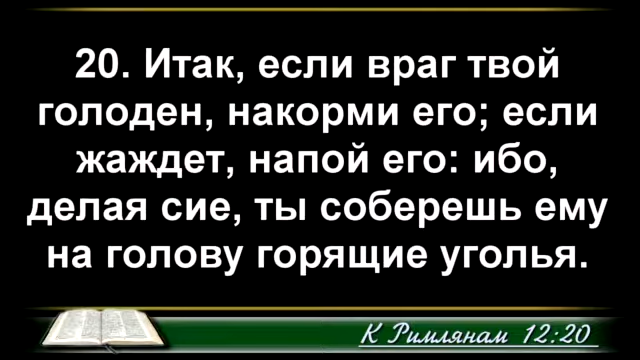 20. Итак, если враг твой
голоден, накорми его; если
жаждет, напой его: ибо,
делая сие, ты соберешь ему
на голову горящие уголья.
К Римлянам 12:20